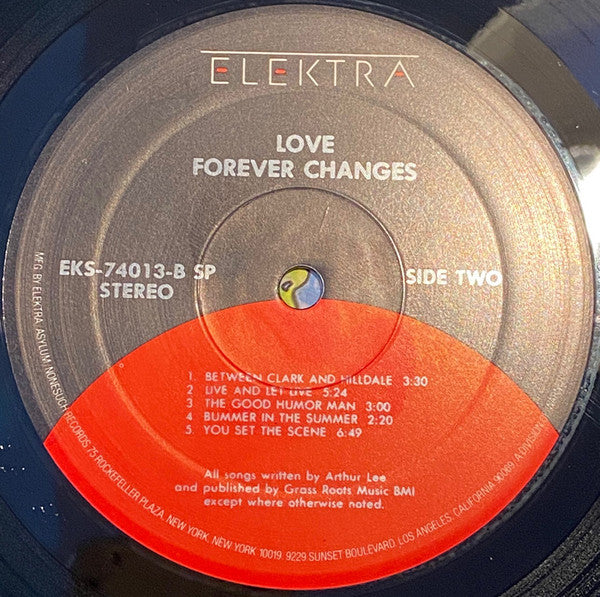 ELEKTRA
LOVE
FOREVER CHANGES
EKS-74013-B SP
STEREO
SIDE TWO
1. BETWEEN CLARK AND HILLDALE 3:30
2 LIVE AND LET LIVE 5:24
3. THE GOOD HUMOR MAN 3:00
4 BUMMER IN THE SUMMER 2:20
5. YOU SET THE SCENE 6:49
All songs written by Arthur Lee
and published by Grass Roots Music BMI
except where otherwise noted.
MFG. BY ELEKTRA, ASYLUM, NONESUCH RECORDS, 75 ROCKEFELLER PLAZA, NEW YORK, NEW YORK 10019. 9229 SUNSET BOULEVARD, LOS ANGELES, CALIFORNIA 90069. A DIVISION